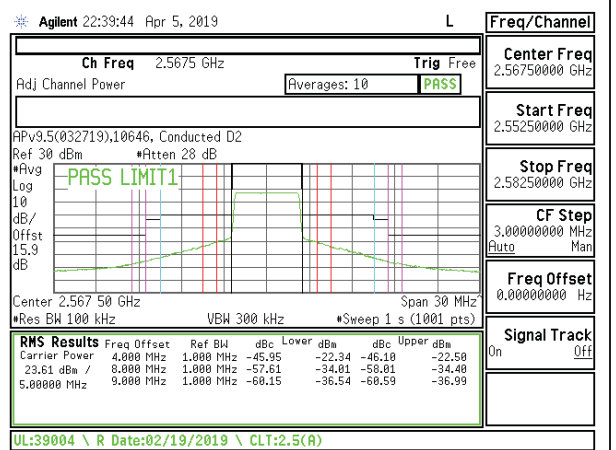 Agilent 22:39:44 Apr 5, 2019 L Freq/Channel
Ch Freq 2.5675 GHz Trig Free
Adj Channel Power Averages: 10 PASS
APv9.5(032719),10646, Conducted D2
Ref 30 dBm #Atten 28 dB
#Avg
Log
10
dB/
Offst
15.9
dB
PASS LIMIT1
Center 2.567 50 GHz Span 30 MHz^
#Res BW 100 kHz VBW 300 kHz #Sweep 1 s (1001 pts)
RMS Results Freq Offset Ref BW dBc Lower dBm dBc Upper dBm
Carrier Power 4.000 MHz 1.000 MHz -45.95 -22.34 -46.10 -22.50
23.61 dBm / 8.000 MHz 1.000 MHz -57.61 -34.01 -58.01 -34.40
5.00000 MHz 9.000 MHz 1.000 MHz -60.15 -36.54 -60.59 -36.99
UL:39004 \ R Date:02/19/2019 \ CLT:2.5(A)
Center Freq
2.56750000 GHz
Start Freq
2.55250000 GHz
Stop Freq
2.58250000 GHz
CF Step
3.00000000 MHz
Auto Man
Freq Offset
0.00000000 Hz
Signal Track
On Off